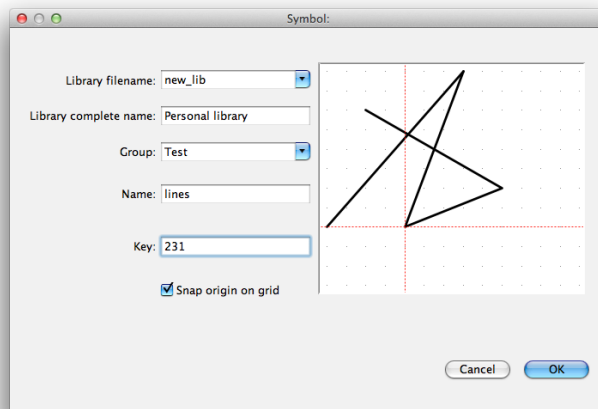 Symbol:
Library filename: new_lib
Library complete name: Personal library
Group: Test
Name: lines
Key: 231
Snap origin on grid
Cancel OK